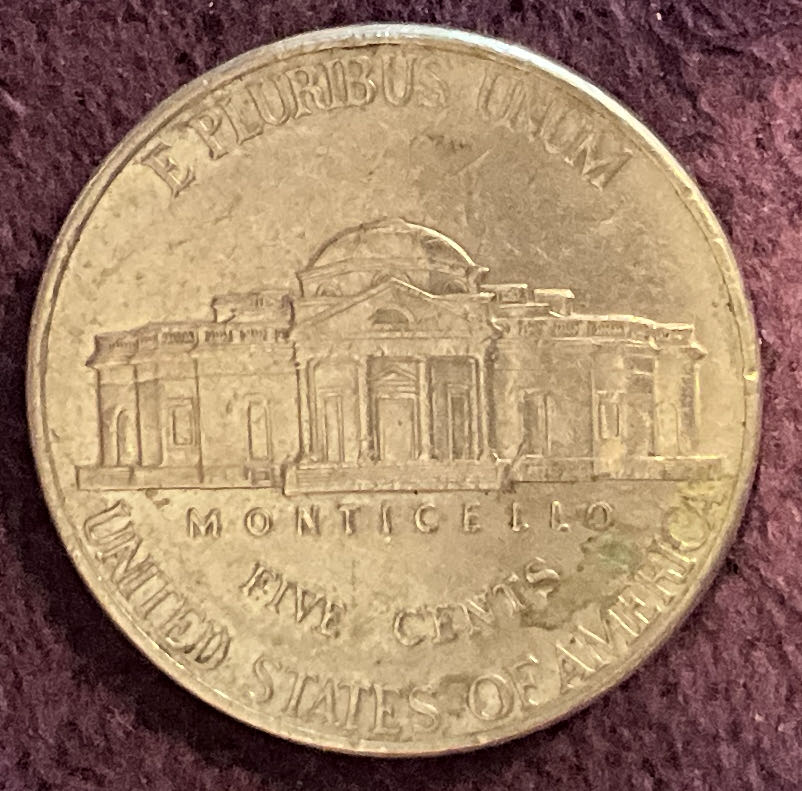 E PLURIBUS UNUM
MONTICELLO
FIVE CENTS
UNITED STATES OF AMERICA